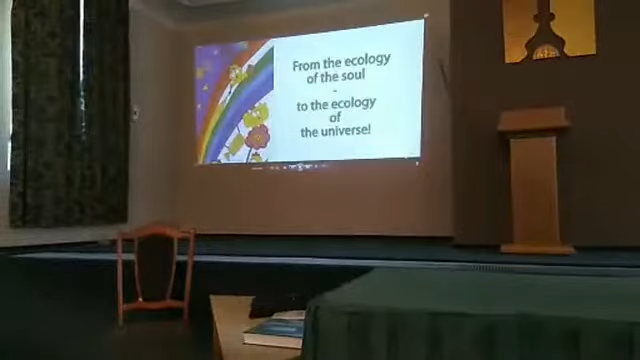 From the ecology
of the soul
-
to the ecology
of
the universe!